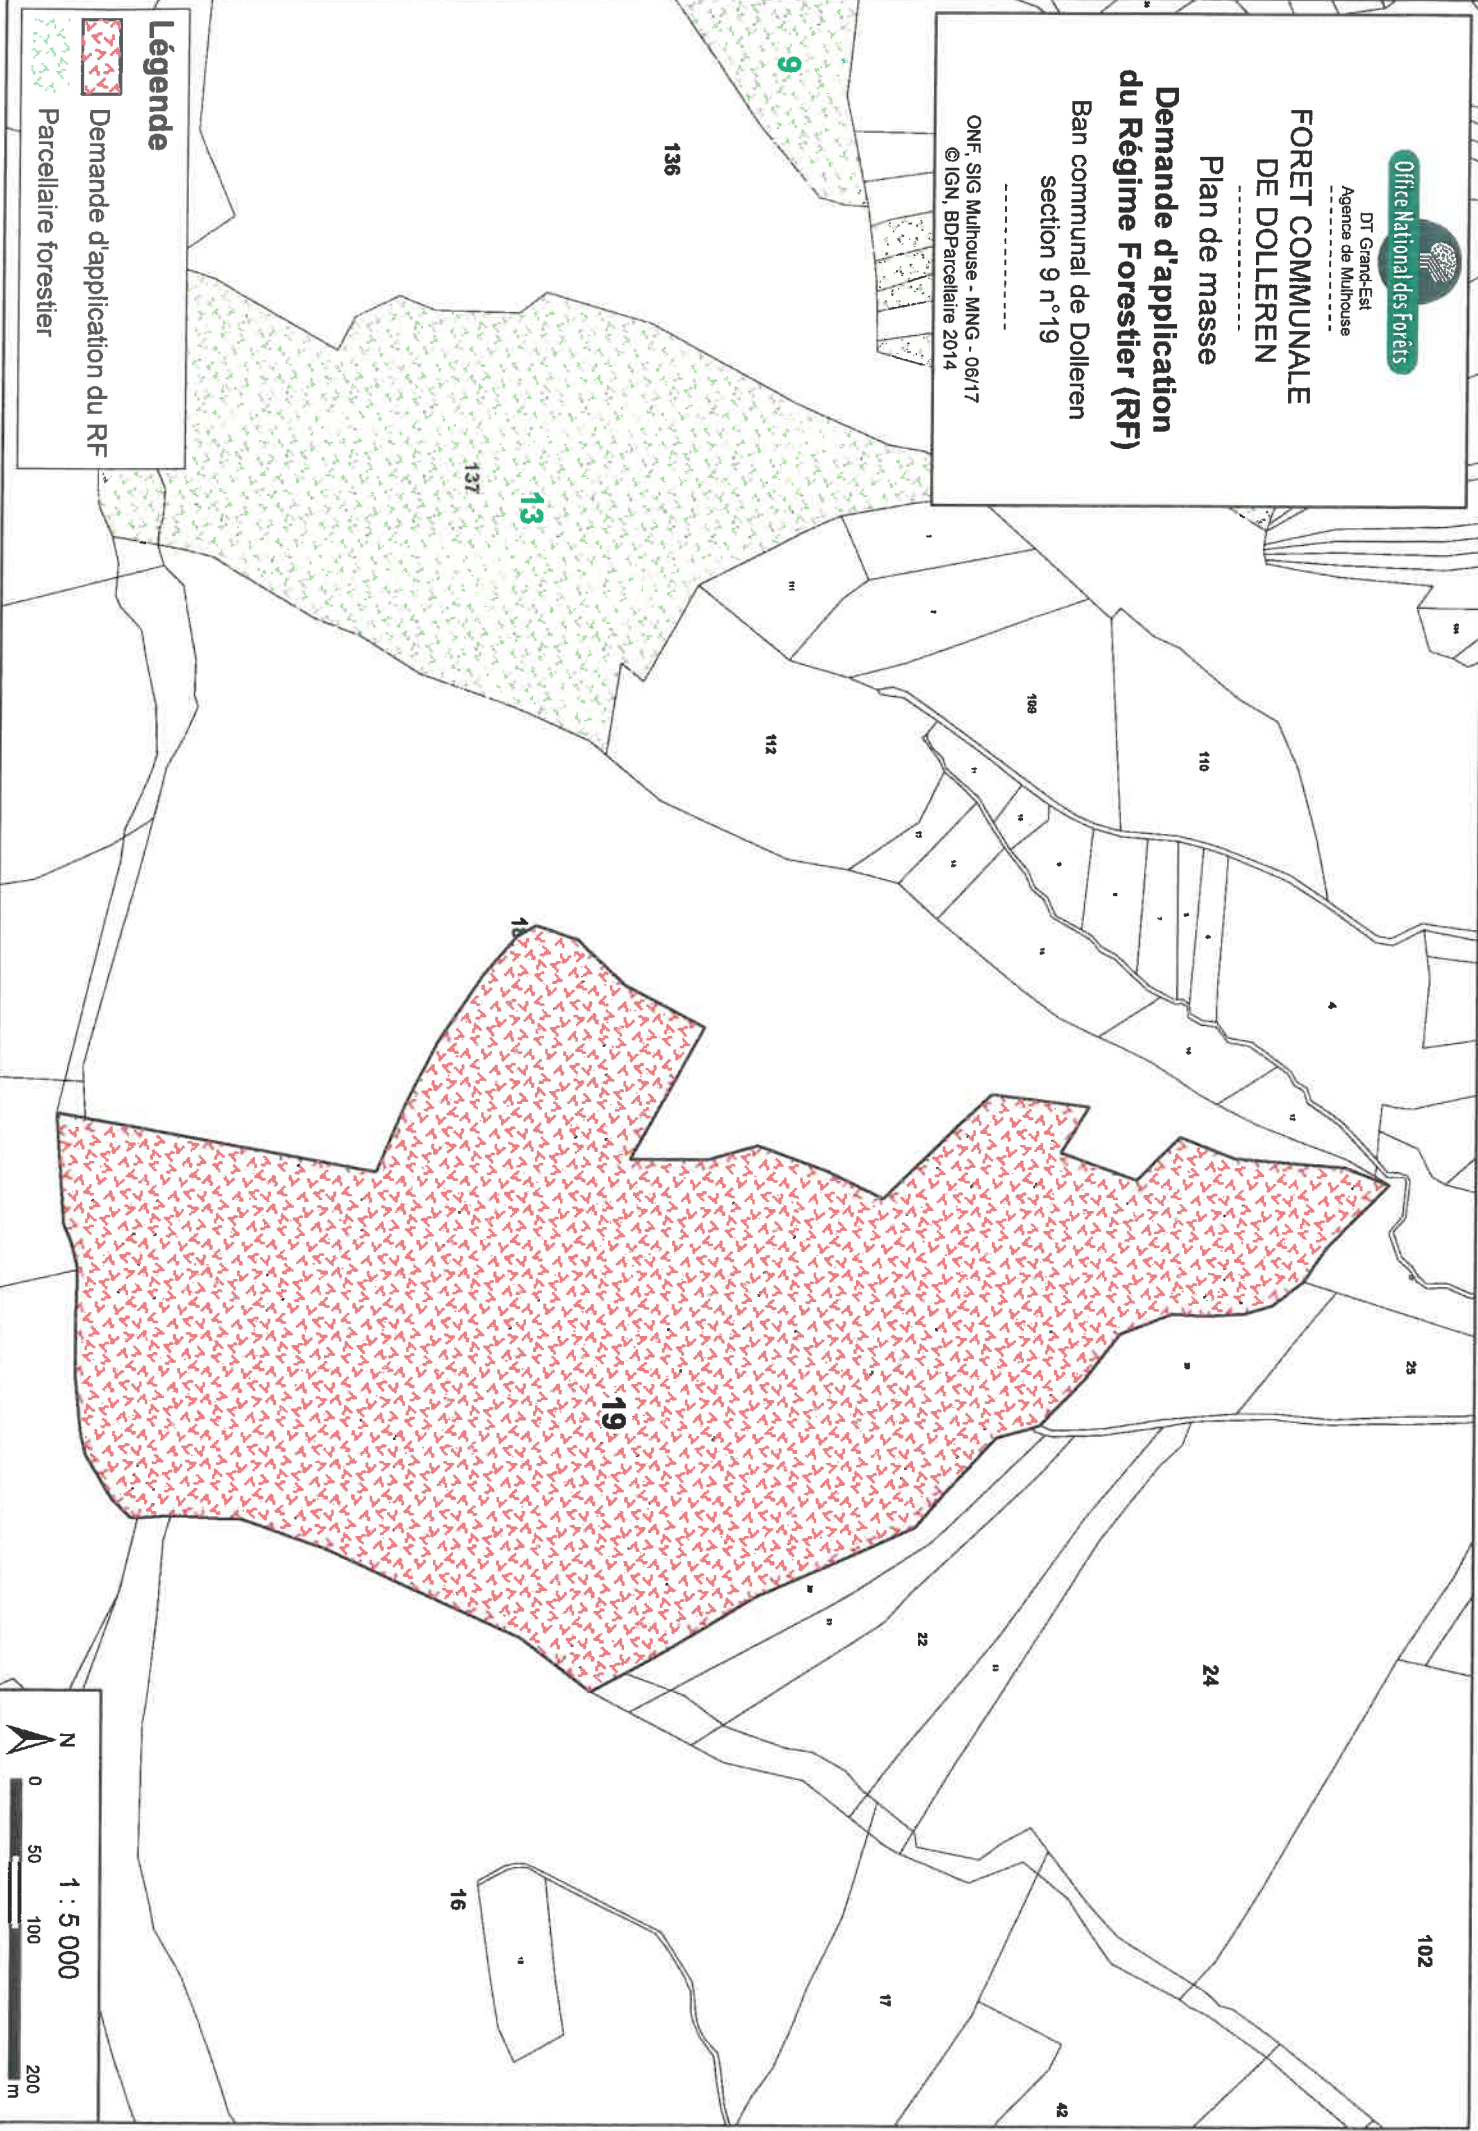 Office National des Forêts
DT Grand-Est
Agence de Mulhouse
FORET COMMUNALE
DE DOLLEREN
Plan de masse
Demande d'application
du Régime Forestier (RF)
Ban communal de Dolleren
section 9 n°19
ONF, SIG Mulhouse - MNG - 06/17
© IGN, BDParcellaire 2014
9
136
13
137
111
112
109
110
4
18
19
25
22
24
102
17
16
42
Légende
Demande d'application du RF
Parcellaire forestier
N
1 : 5 000
0 50 100 200
m